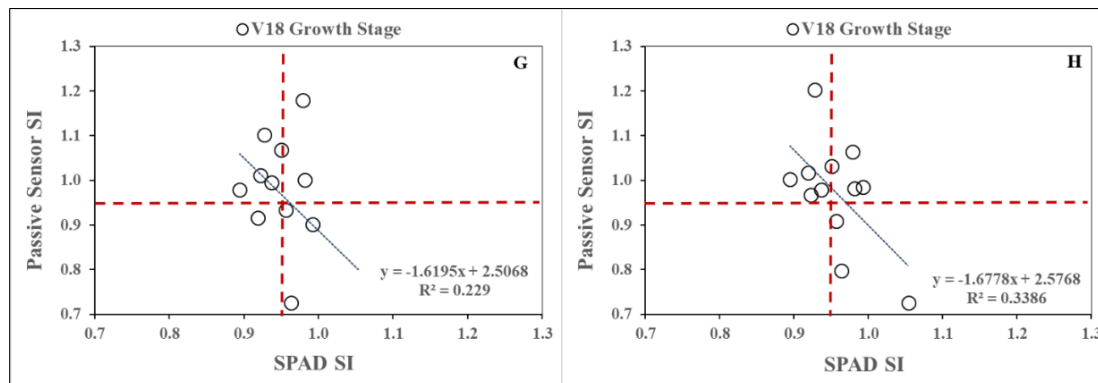 V18 Growth Stage
G
1.3
1.2
1.1
1.0
0.9
0.8
0.7
Passive Sensor SI
y = -1.6195x + 2.5068
R² = 0.229
0.7 0.8 0.9 1.0 1.1 1.2 1.3
SPAD SI
V18 Growth Stage
H
1.3
1.2
1.1
1.0
0.9
0.8
0.7
Passive Sensor SI
y = -1.6778x + 2.5768
R² = 0.3386
0.7 0.8 0.9 1.0 1.1 1.2 1.3
SPAD SI